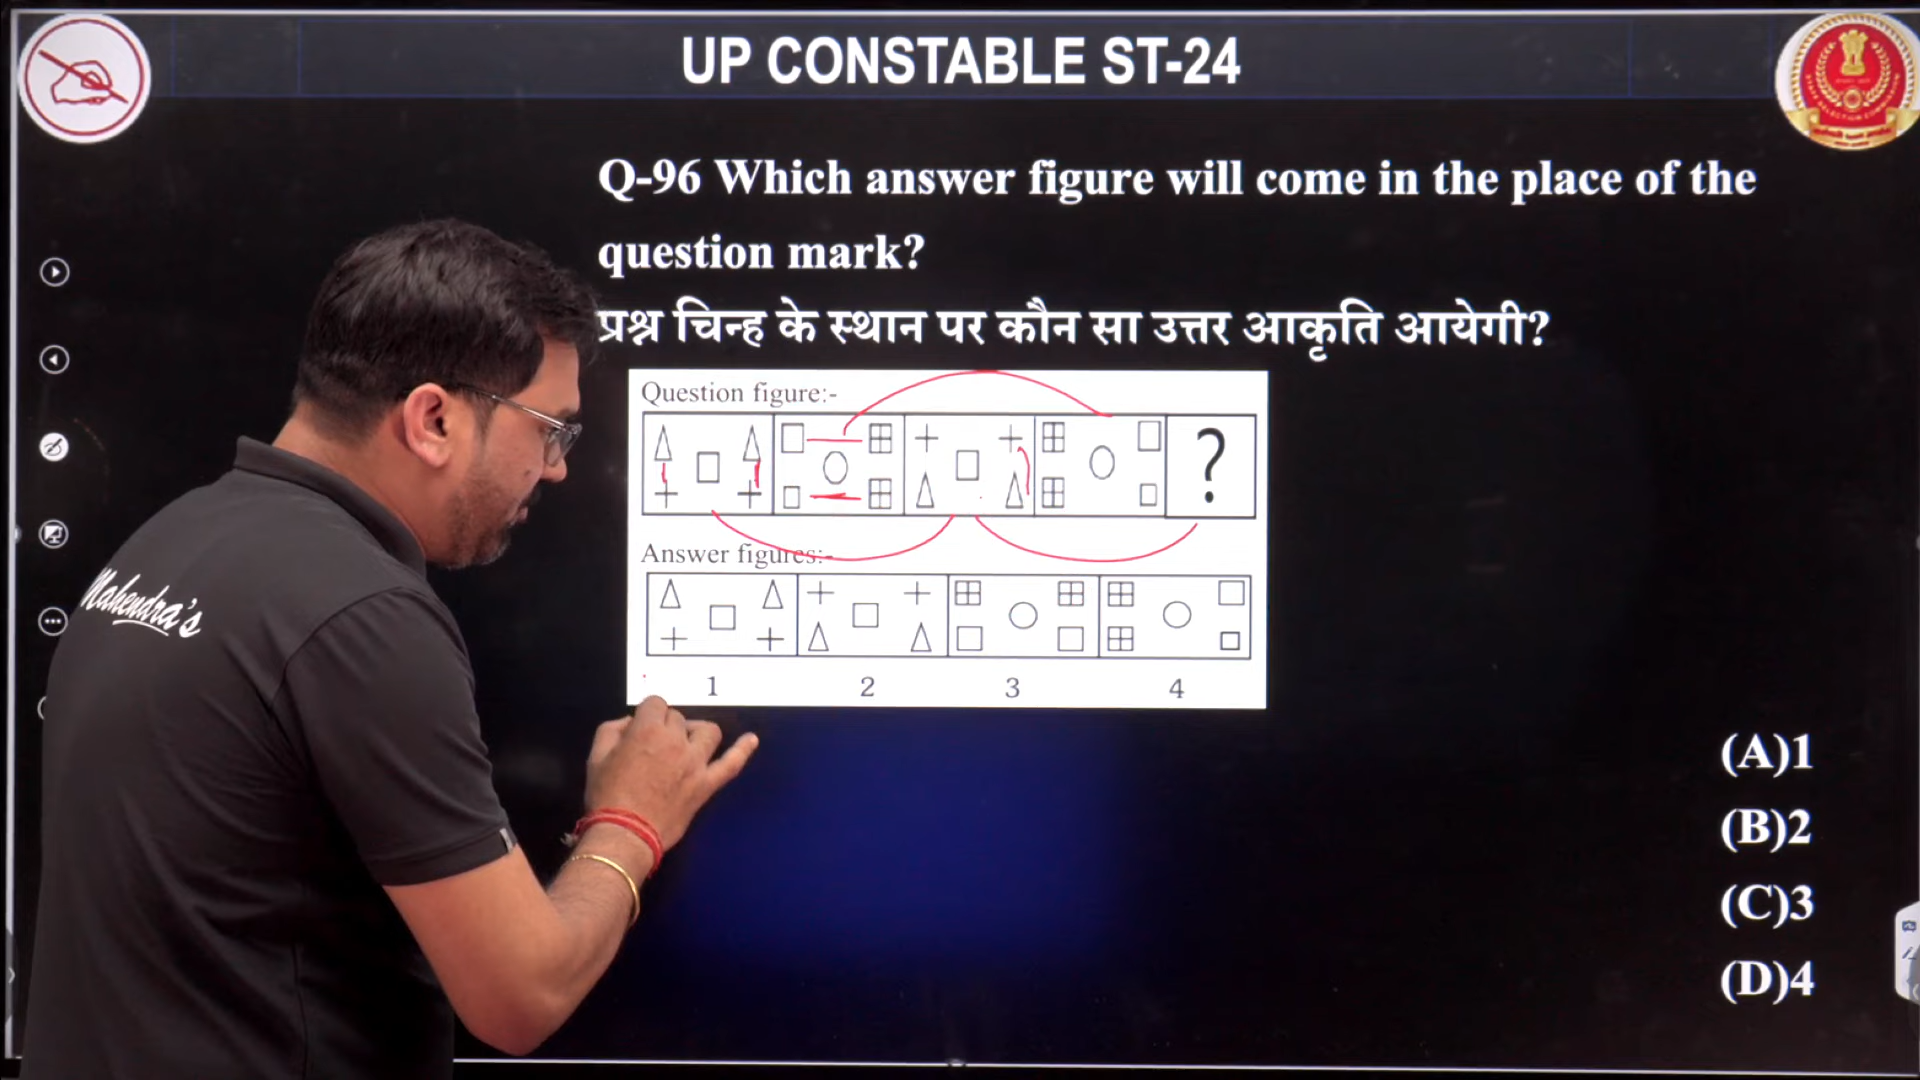 UP CONSTABLE ST-24
Q-96 Which answer figure will come in the place of the
question mark?
प्रश्न चिन्ह के स्थान पर कौन सा उत्तर आकृति आयेगी?
Question figure:-
?
Answer figures:-
1 2 3 4
(A)1
(B)2
(C)3
(D)4
Mahendra's